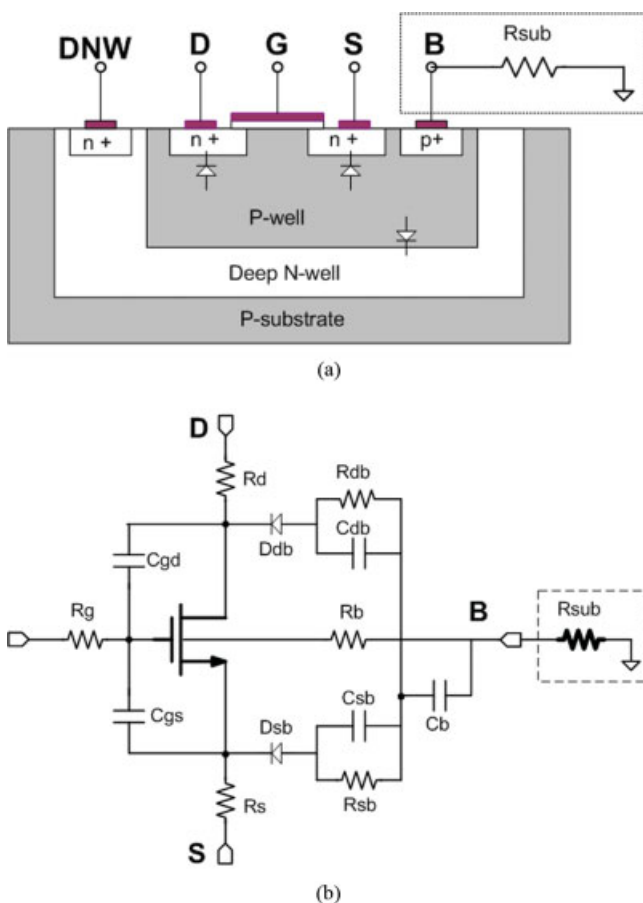 DNW D G S B Rsub
n + n + n + p+
P-well
Deep N-well
P-substrate
(a)
D
Rd Rdb
Cgd Ddb Cdb
Rg Rb B Rsub
Cgs Dsb Csb Cb
Rs Rsb
S
(b)